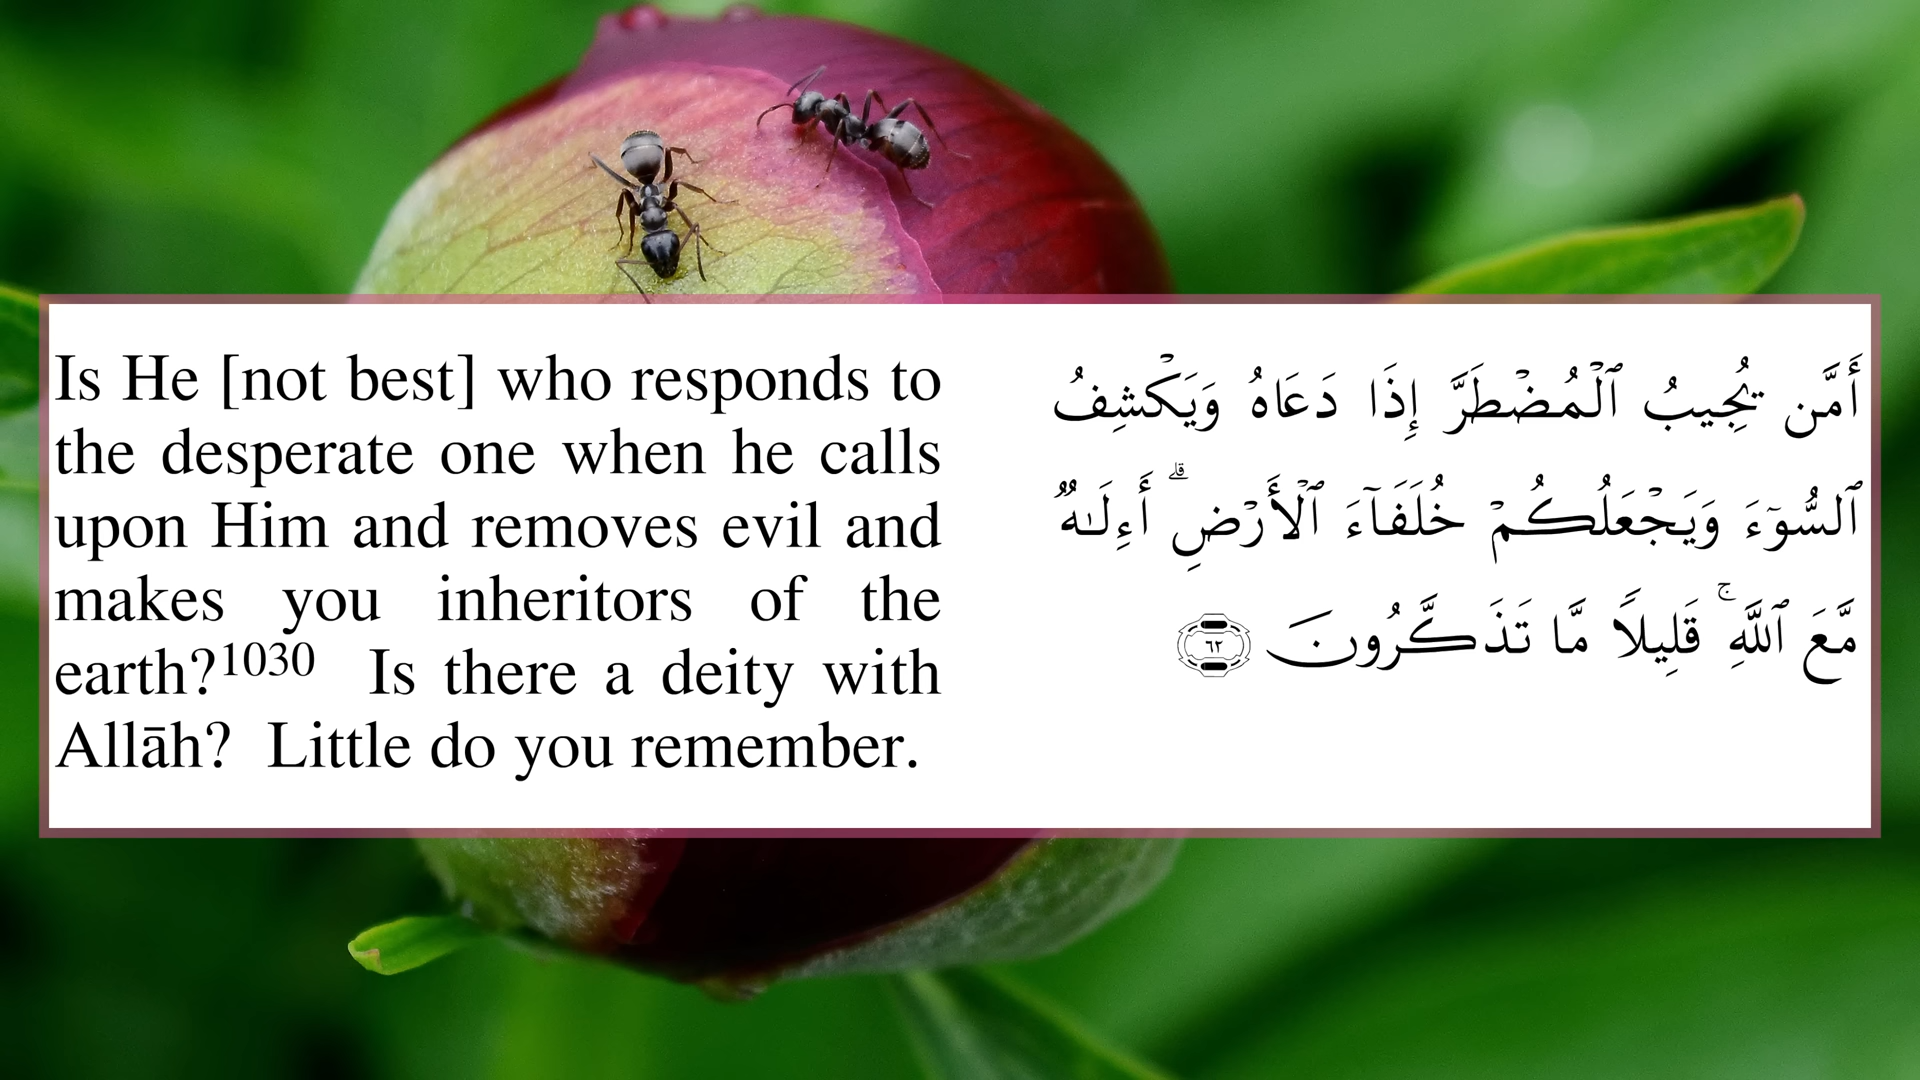 Is He [not best] who responds to
the desperate one when he calls
upon Him and removes evil and
makes you inheritors of the
earth?¹⁰³⁰ Is there a deity with
Allāh? Little do you remember.
أَمَّن يُجِيبُ ٱلْمُضْطَرَّ إِذَا دَعَاهُ وَيَكْشِفُ
ٱلسُّوٓءَ وَيَجْعَلُكُمْ خُلَفَآءَ ٱلْأَرْضِ ۗ أَءِلَـٰهٌ
مَّعَ ٱللَّهِ ۚ قَلِيلًا مَّا تَذَكَّرُونَ ٦٢